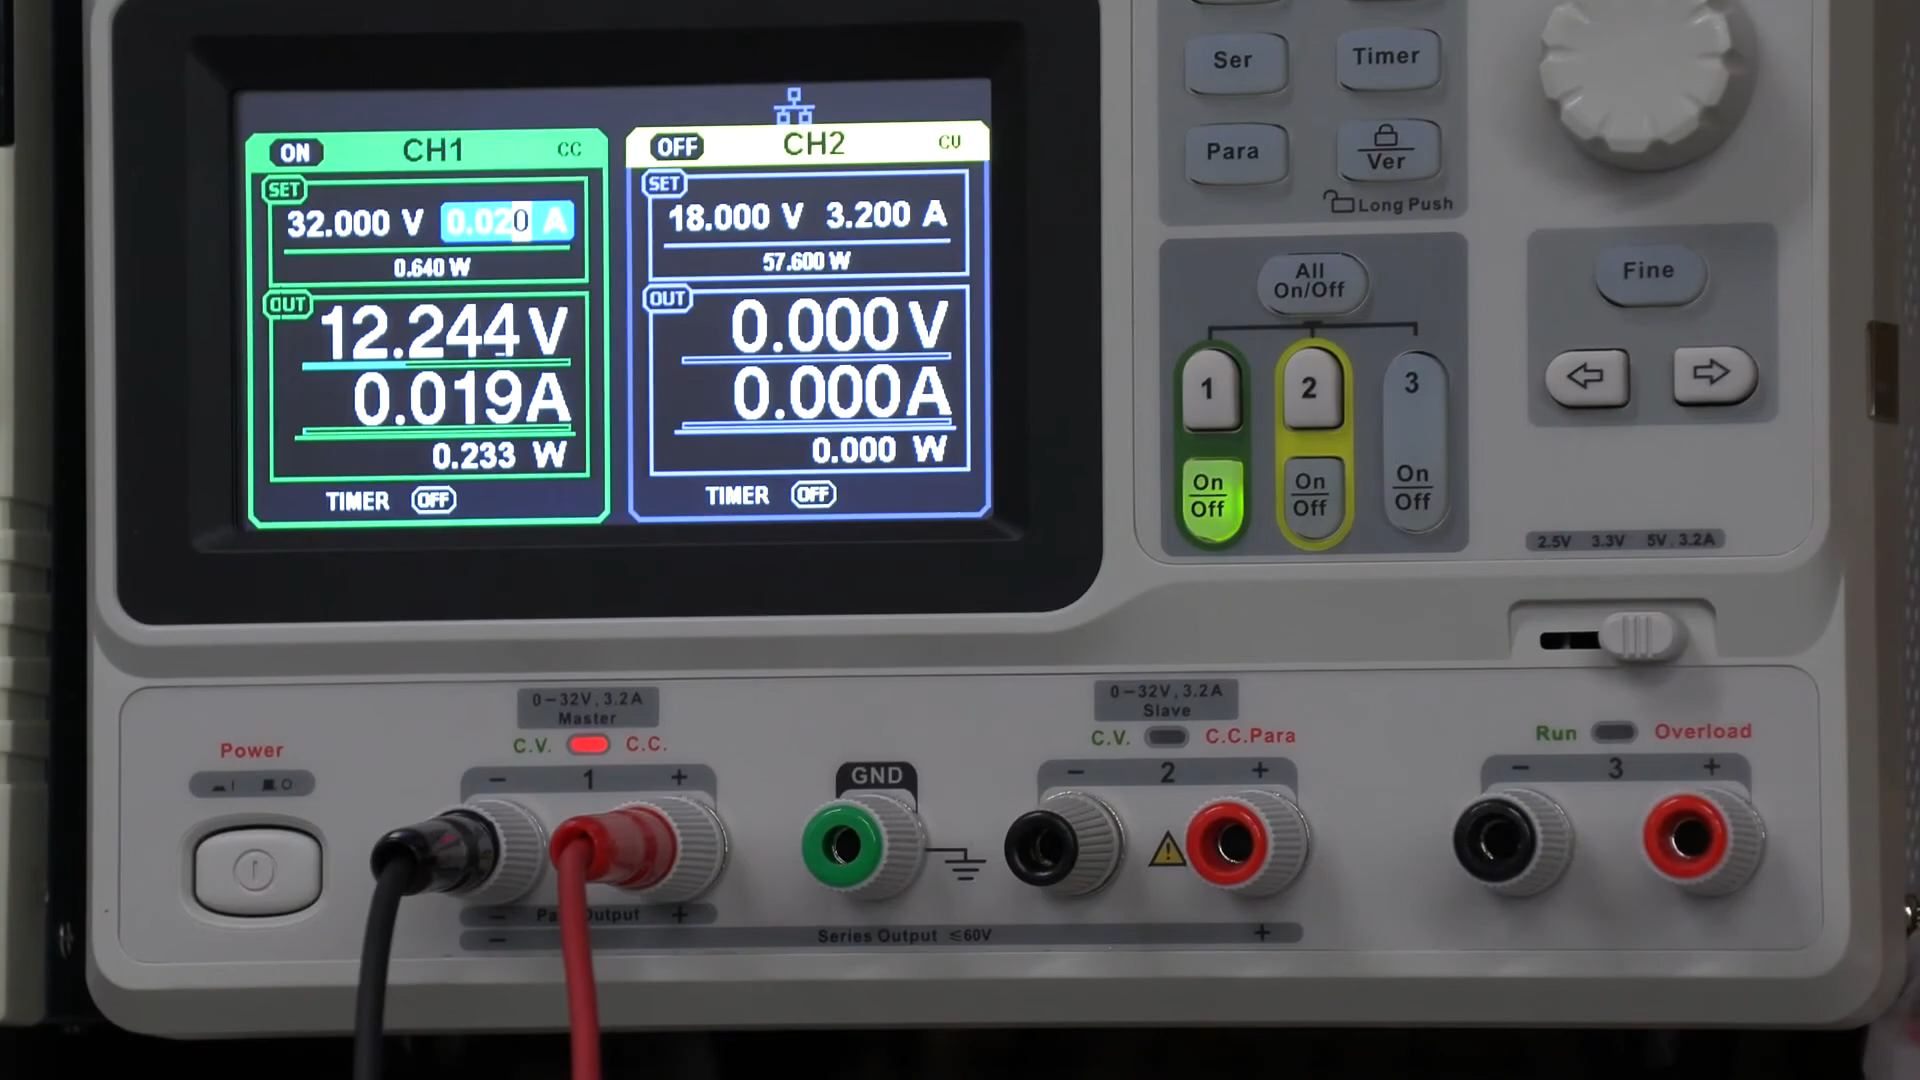 ON CH1 CC
SET
32.000 V 0.020 A
0.640 W
OUT
12.244 V
0.019 A
0.233 W
TIMER OFF
OFF CH2 CV
SET
18.000 V 3.200 A
57.600 W
OUT
0.000 V
0.000 A
0.000 W
TIMER OFF
Ser Timer
Para Ver
Long Push
All
On/Off
1 2 3
On
Off
On
Off
On
Off
Fine
2.5V 3.3V 5V, 3.2A
Power
I O
0-32V, 3.2A
Master
C.V. C.C.
- 1 +
GND
0-32V, 3.2A
Slave
C.V. C.C.Para
- 2 +
Run Overload
- 3 +
- Output +
- Series Output ≤60V +